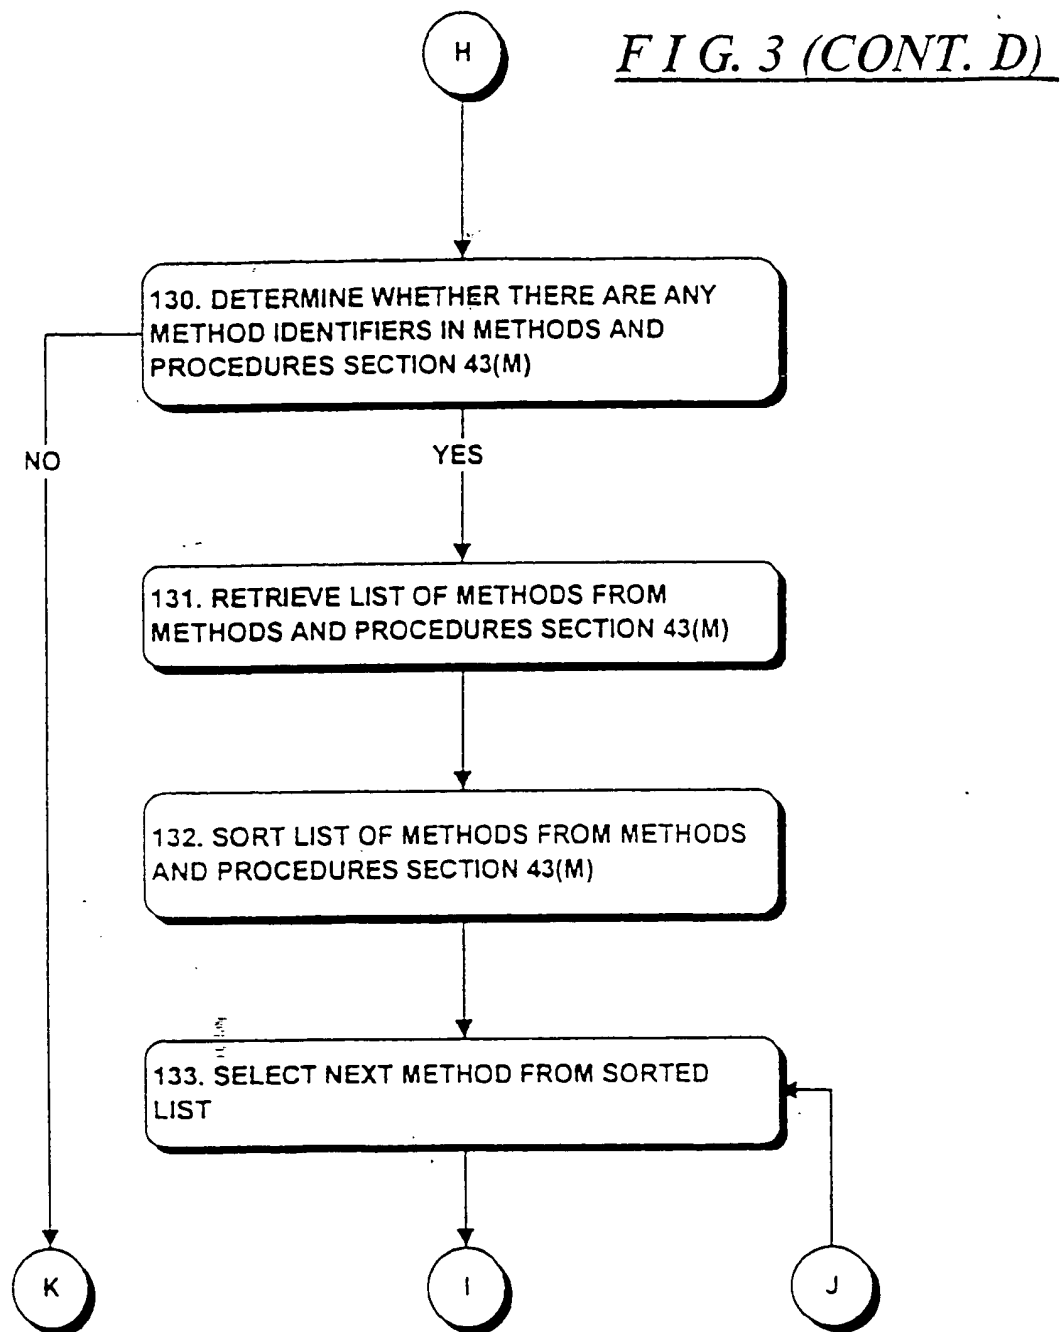 H
F I G. 3 (CONT. D)
130. DETERMINE WHETHER THERE ARE ANY
METHOD IDENTIFIERS IN METHODS AND
PROCEDURES SECTION 43(M)
NO
YES
131. RETRIEVE LIST OF METHODS FROM
METHODS AND PROCEDURES SECTION 43(M)
132. SORT LIST OF METHODS FROM METHODS
AND PROCEDURES SECTION 43(M)
133. SELECT NEXT METHOD FROM SORTED
LIST
K
I
J